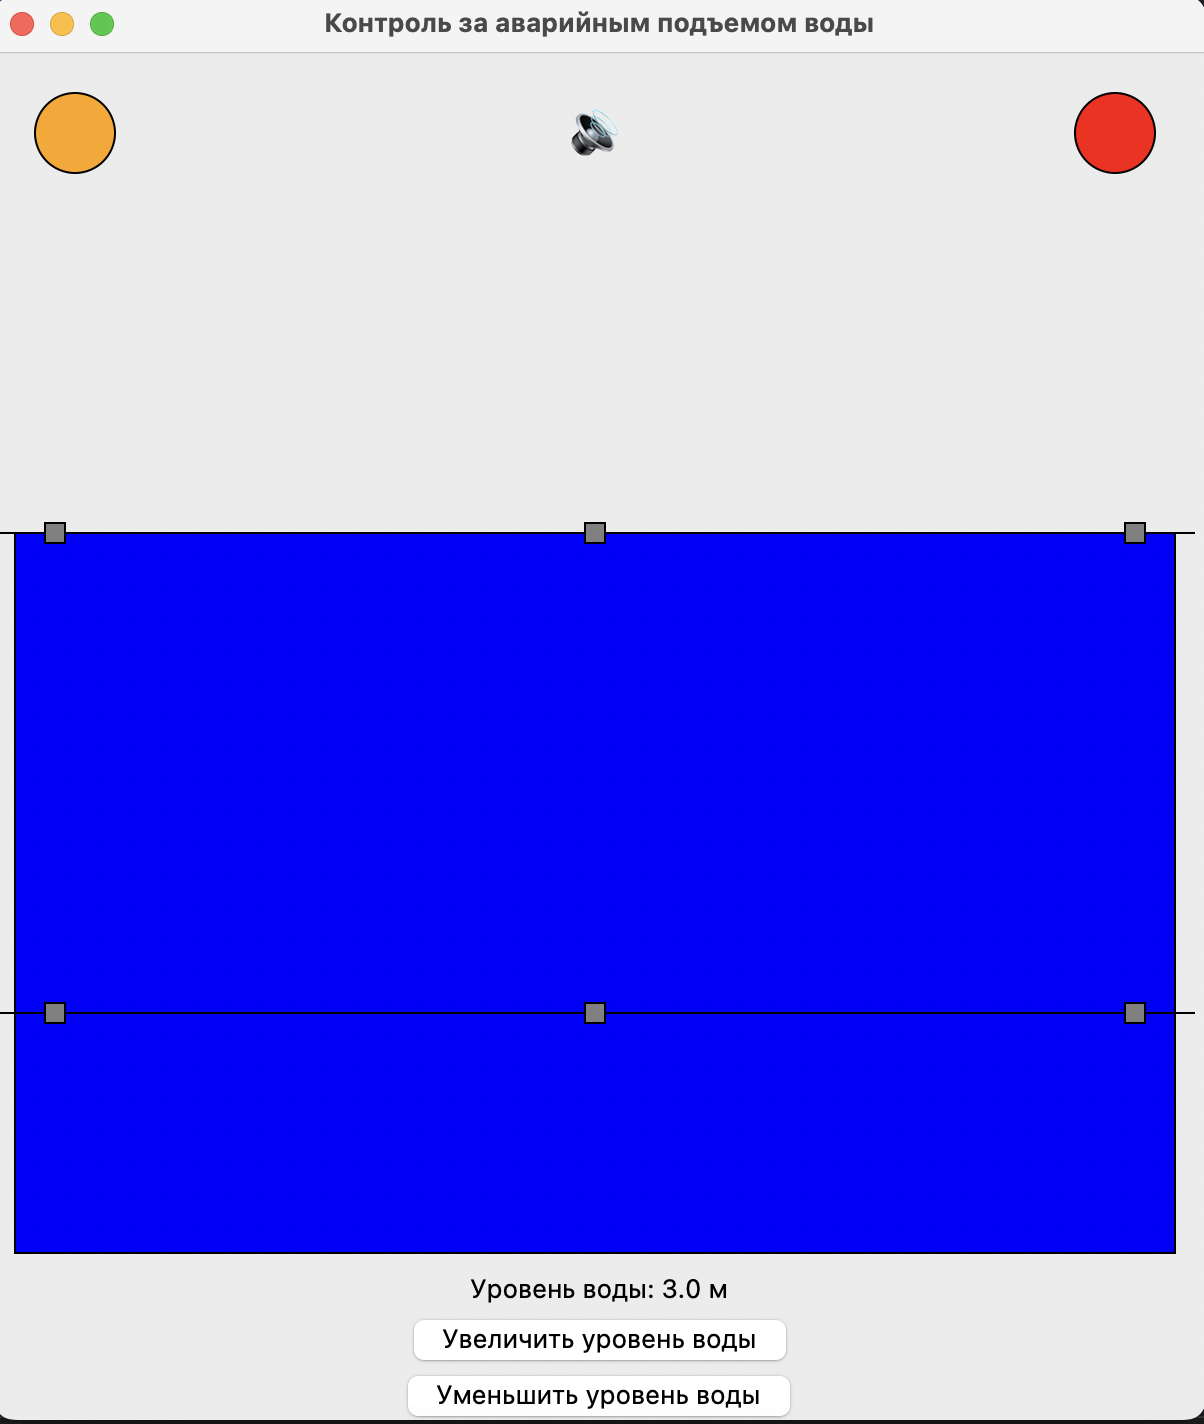 Контроль за аварийным подъемом воды
Уровень воды: 3.0 м
Увеличить уровень воды
Уменьшить уровень воды